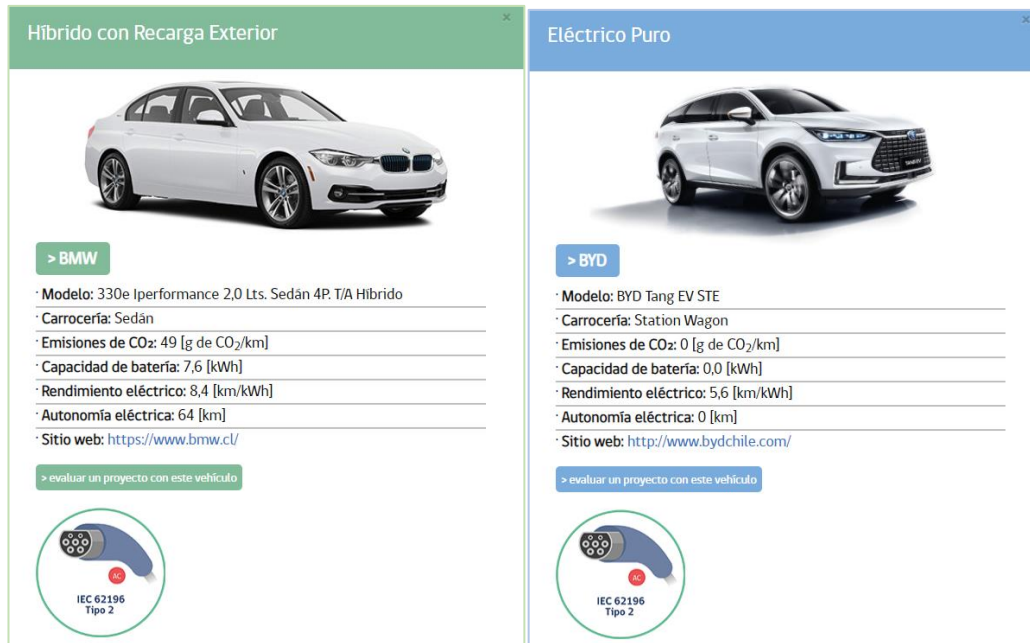 Híbrido con Recarga Exterior
×
> BMW
· Modelo: 330e Iperformance 2,0 Lts. Sedán 4P. T/A Híbrido
· Carrocería: Sedán
· Emisiones de CO₂: 49 [g de CO₂/km]
· Capacidad de batería: 7,6 [kWh]
· Rendimiento eléctrico: 8,4 [km/kWh]
· Autonomía eléctrica: 64 [km]
· Sitio web: https://www.bmw.cl/
> evaluar un proyecto con este vehículo
AC
IEC 62196
Tipo 2
Eléctrico Puro
×
TANG EV
> BYD
· Modelo: BYD Tang EV STE
· Carrocería: Station Wagon
· Emisiones de CO₂: 0 [g de CO₂/km]
· Capacidad de batería: 0,0 [kWh]
· Rendimiento eléctrico: 5,6 [km/kWh]
· Autonomía eléctrica: 0 [km]
· Sitio web: http://www.bydchile.com/
> evaluar un proyecto con este vehículo
AC
IEC 62196
Tipo 2